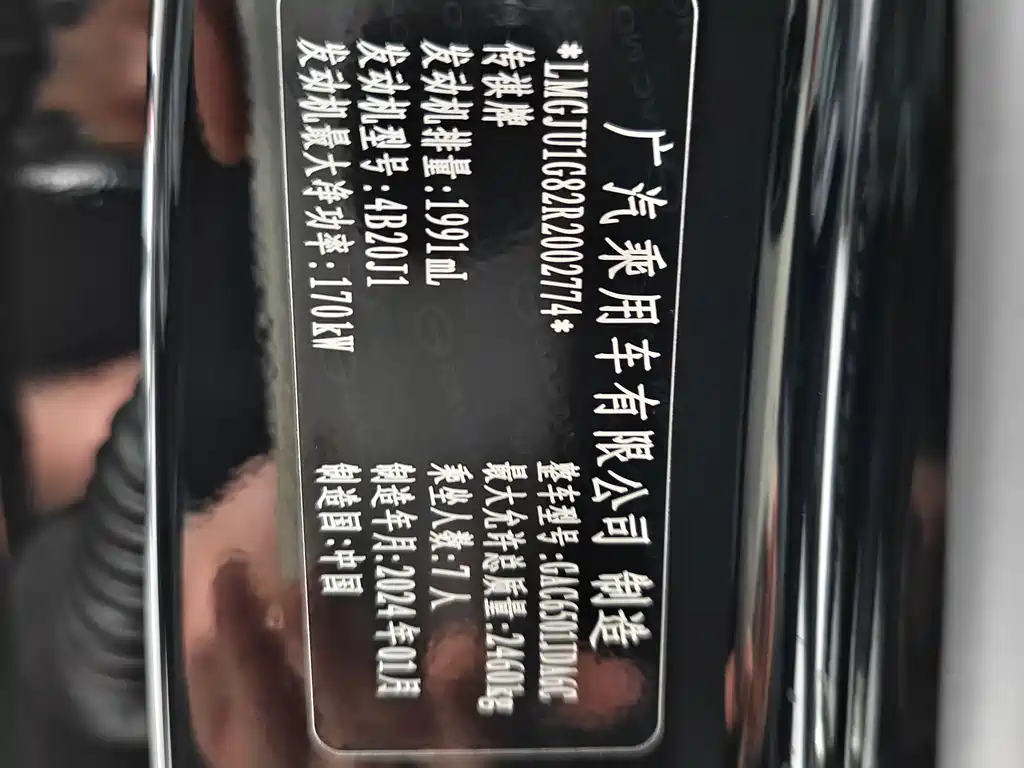 广汽乘用车有限公司 制造
*LMGJU1G82R2002774*
整车型号:GAC6511JDA6C
传祺牌
最大允许总质量:2460kg
发动机排量:1991mL
乘坐人数:7人
发动机型号:4B20J1
制造年月:2024年01月
发动机最大净功率:170kW
制造国:中国